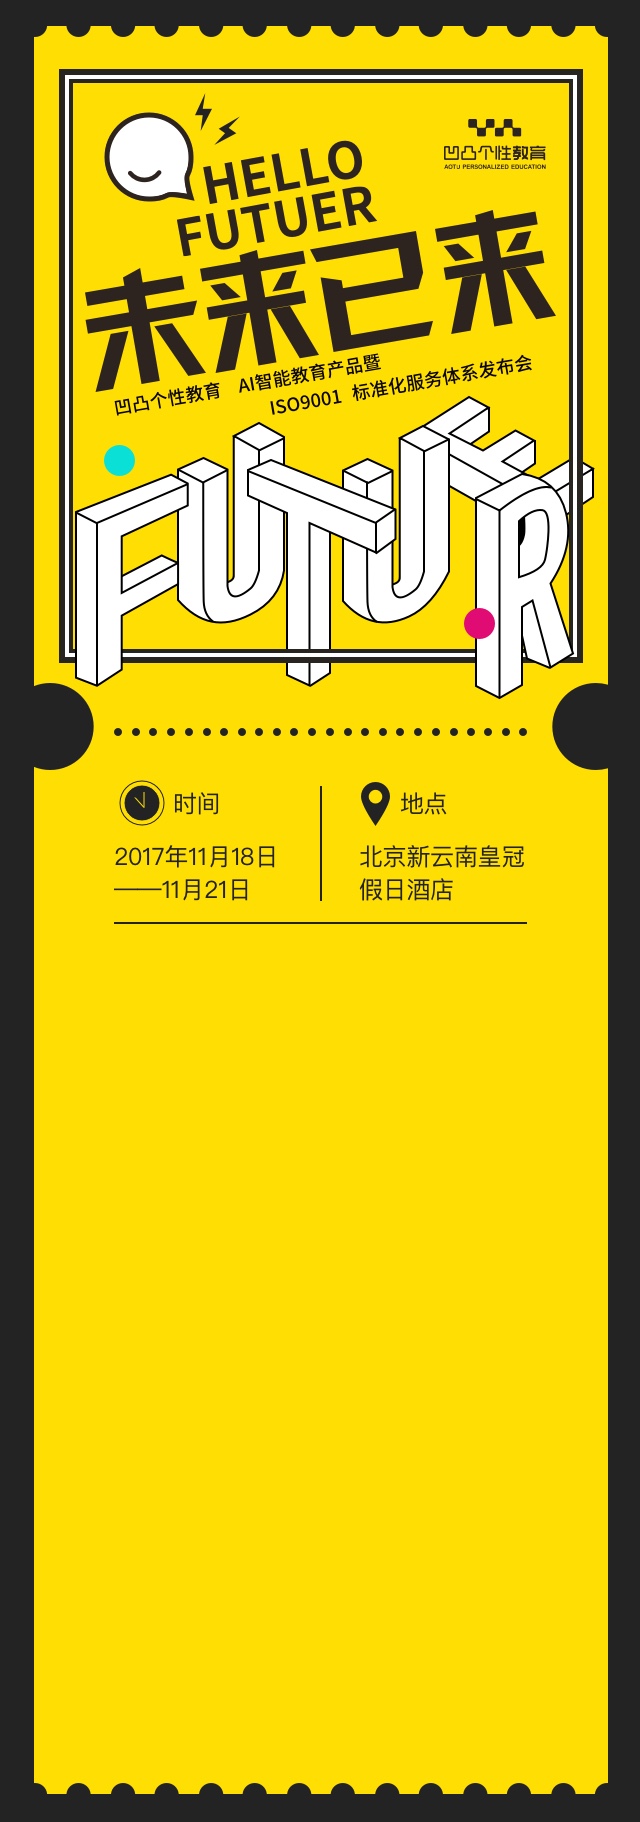 凹凸个性教育
AOTU PERSONALIZED EDUCATION
HELLO
FUTUER
未来已来
凹凸个性教育 AI智能教育产品暨
ISO9001 标准化服务体系发布会
FUTUER
时间
2017年11月18日
——11月21日
地点
北京新云南皇冠
假日酒店